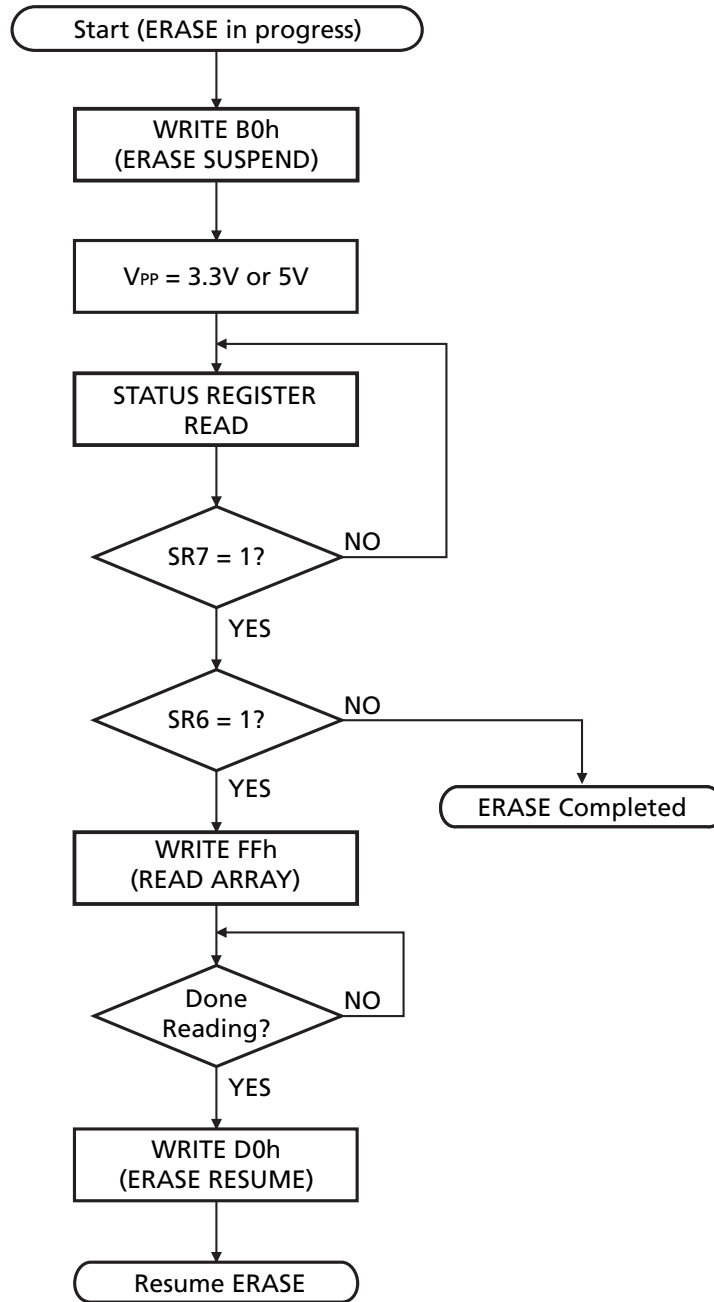 Start (ERASE in progress)
WRITE B0h
(ERASE SUSPEND)
VPP = 3.3V or 5V
STATUS REGISTER
READ
SR7 = 1?
NO
YES
SR6 = 1?
NO
YES
ERASE Completed
WRITE FFh
(READ ARRAY)
Done
Reading?
NO
YES
WRITE D0h
(ERASE RESUME)
Resume ERASE